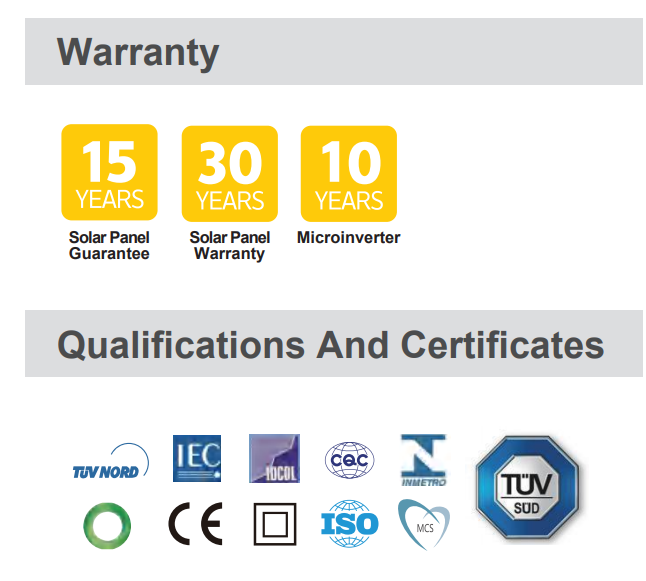 Warranty
15
YEARS
Solar Panel
Guarantee
30
YEARS
Solar Panel
Warranty
10
YEARS
Microinverter
Qualifications And Certificates
TÜV NORD
IEC
IOCOL
CQC
INMETRO
TÜV
SÜD
CE
ISO
MCS